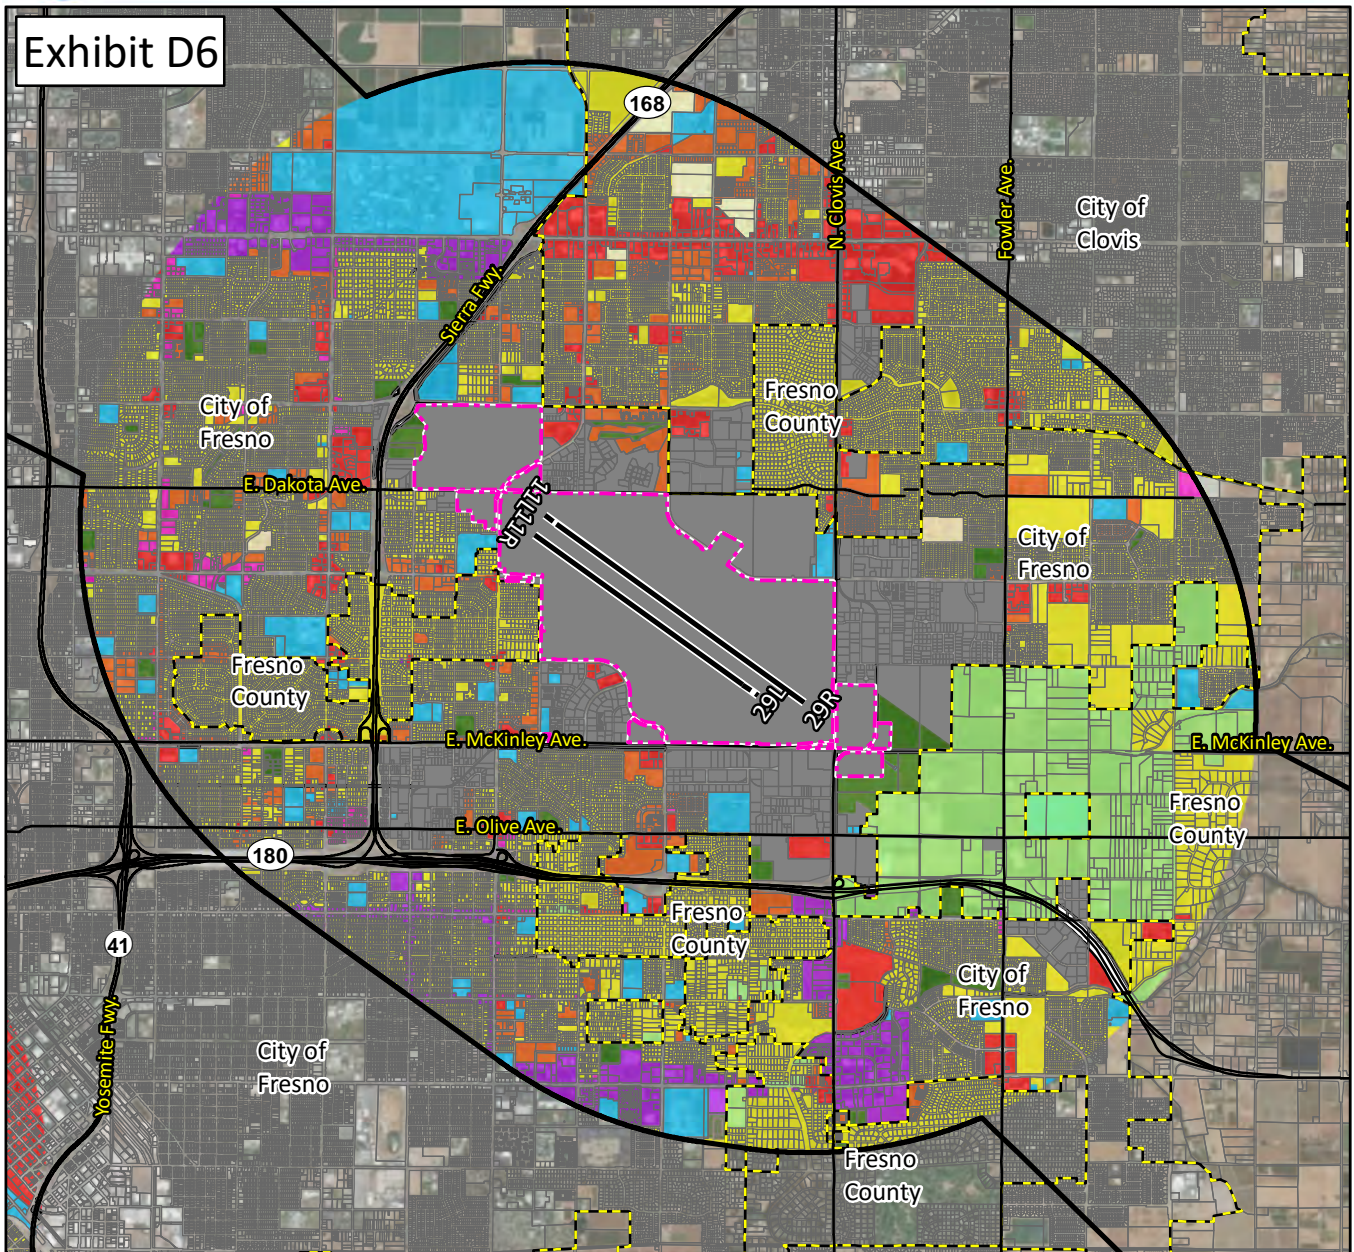 Exhibit D6
168
N. Clovis Ave.
Fowler Ave.
City of
Clovis
Sierra Fwy.
City of
Fresno
Fresno
County
E. Dakota Ave.
11L
11R
City of
Fresno
Fresno
County
29L
29R
E. McKinley Ave.
E. McKinley Ave.
Fresno
County
E. Olive Ave.
180
Fresno
County
41
City of
Fresno
Yosemite Fwy.
City of
Fresno
Fresno
County